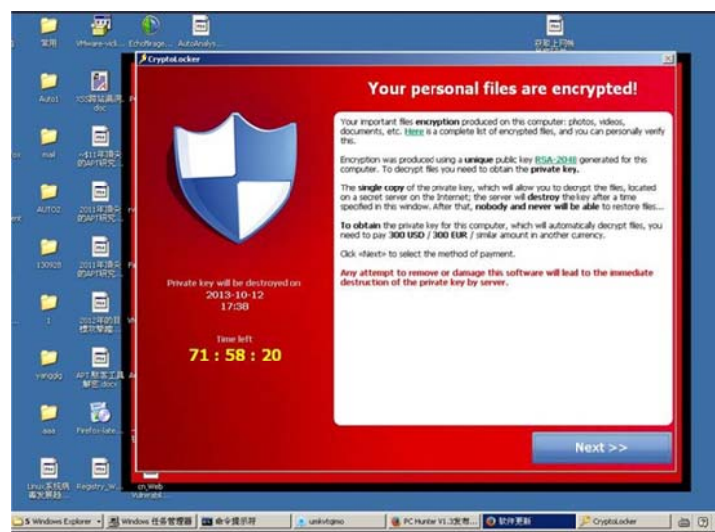 常用
VMware-vicl...
EchoMirage...
AutoAnalys...
Auto1
doc
mail
AUTO2
130928
1
yangdg
aaa
Firefox-late...
Registry_W...
cn_Web
CryptoLocker
Your personal files are encrypted!
Your important files encryption produced on this computer: photos, videos,
documents, etc. Here is a complete list of encrypted files, and you can personally verify
this.
Encryption was produced using a unique public key RSA-2048 generated for this
computer. To decrypt files you need to obtain the private key.
The single copy of the private key, which will allow you to decrypt the files, located
on a secret server on the Internet; the server will destroy the key after a time
specified in this window. After that, nobody and never will be able to restore files...
To obtain the private key for this computer, which will automatically decrypt files, you
need to pay 300 USD / 300 EUR / similar amount in another currency.
Click «Next» to select the method of payment.
Any attempt to remove or damage this software will lead to the immediate
destruction of the private key by server.
Private key will be destroyed on
2013-10-12
17:38
Time left
71 : 58 : 20
Next >>
5 Windows Explorer
Windows 任务管理器
命令提示符
PC Hunter V1.3发布...
软件更新
CryptoLocker